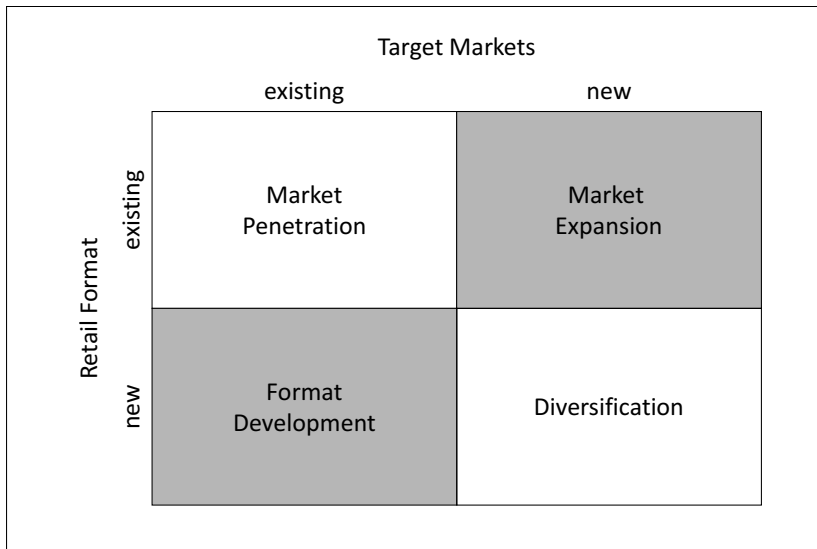 Target Markets
existing
new
Retail Format
existing
Market
Penetration
Market
Expansion
new
Format
Development
Diversification